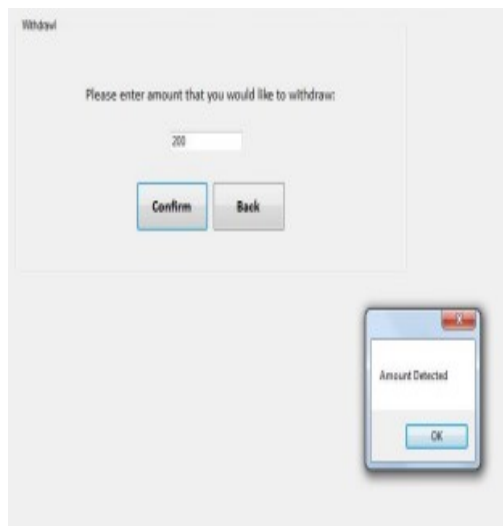 Withdrawl
Please enter amount that you would like to withdraw:
200
Confirm
Back
Amount Detected
OK